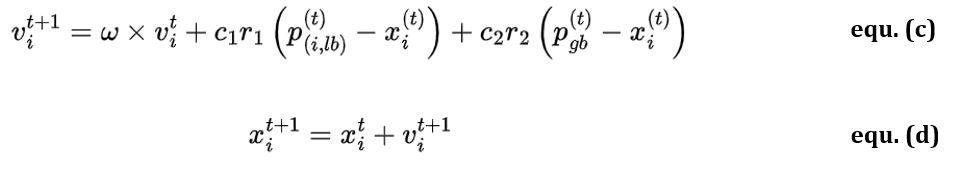 v_i^{t+1} = ω × v_i^t + c_1 r_1 (p_{(i,lb)}^{(t)} − x_i^{(t)}) + c_2 r_2 (p_{gb}^{(t)} − x_i^{(t)}) equ. (c)
x_i^{t+1} = x_i^t + v_i^{t+1} equ. (d)